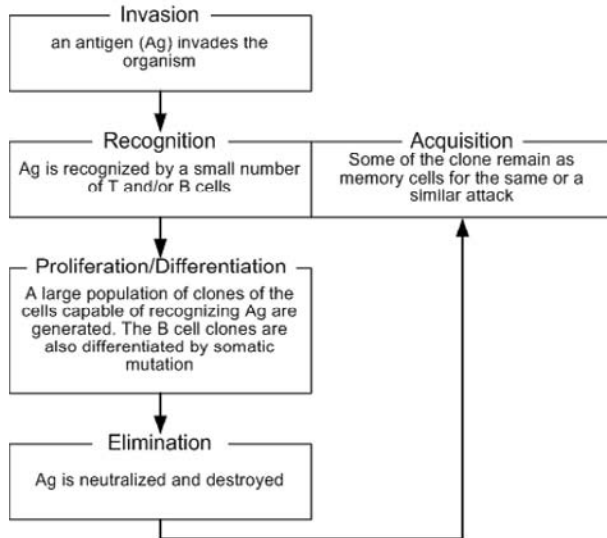 Invasion
an antigen (Ag) invades the
organism
Recognition
Ag is recognized by a small number
of T and/or B cells
Acquisition
Some of the clone remain as
memory cells for the same or a
similar attack
Proliferation/Differentiation
A large population of clones of the
cells capable of recognizing Ag are
generated. The B cell clones are
also differentiated by somatic
mutation
Elimination
Ag is neutralized and destroyed